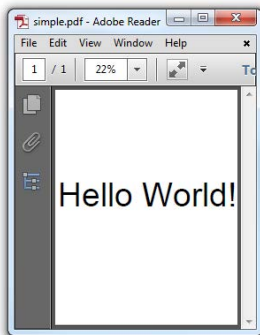 simple.pdf - Adobe Reader
File Edit View Window Help
1 / 1 22%
Hello World!